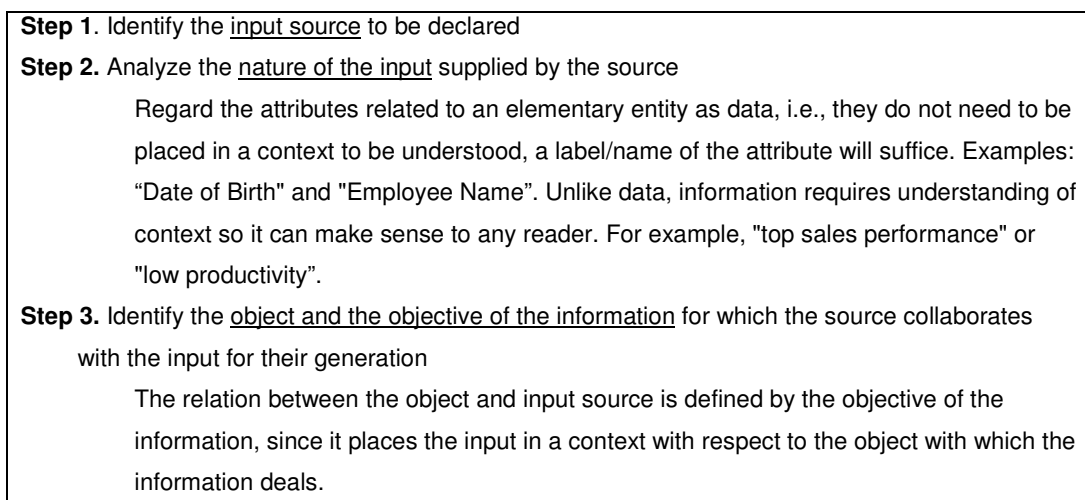 Step 1. Identify the input source to be declared
Step 2. Analyze the nature of the input supplied by the source
Regard the attributes related to an elementary entity as data, i.e., they do not need to be
placed in a context to be understood, a label/name of the attribute will suffice. Examples:
“Date of Birth" and "Employee Name”. Unlike data, information requires understanding of
context so it can make sense to any reader. For example, "top sales performance" or
"low productivity”.
Step 3. Identify the object and the objective of the information for which the source collaborates
with the input for their generation
The relation between the object and input source is defined by the objective of the
information, since it places the input in a context with respect to the object with which the
information deals.